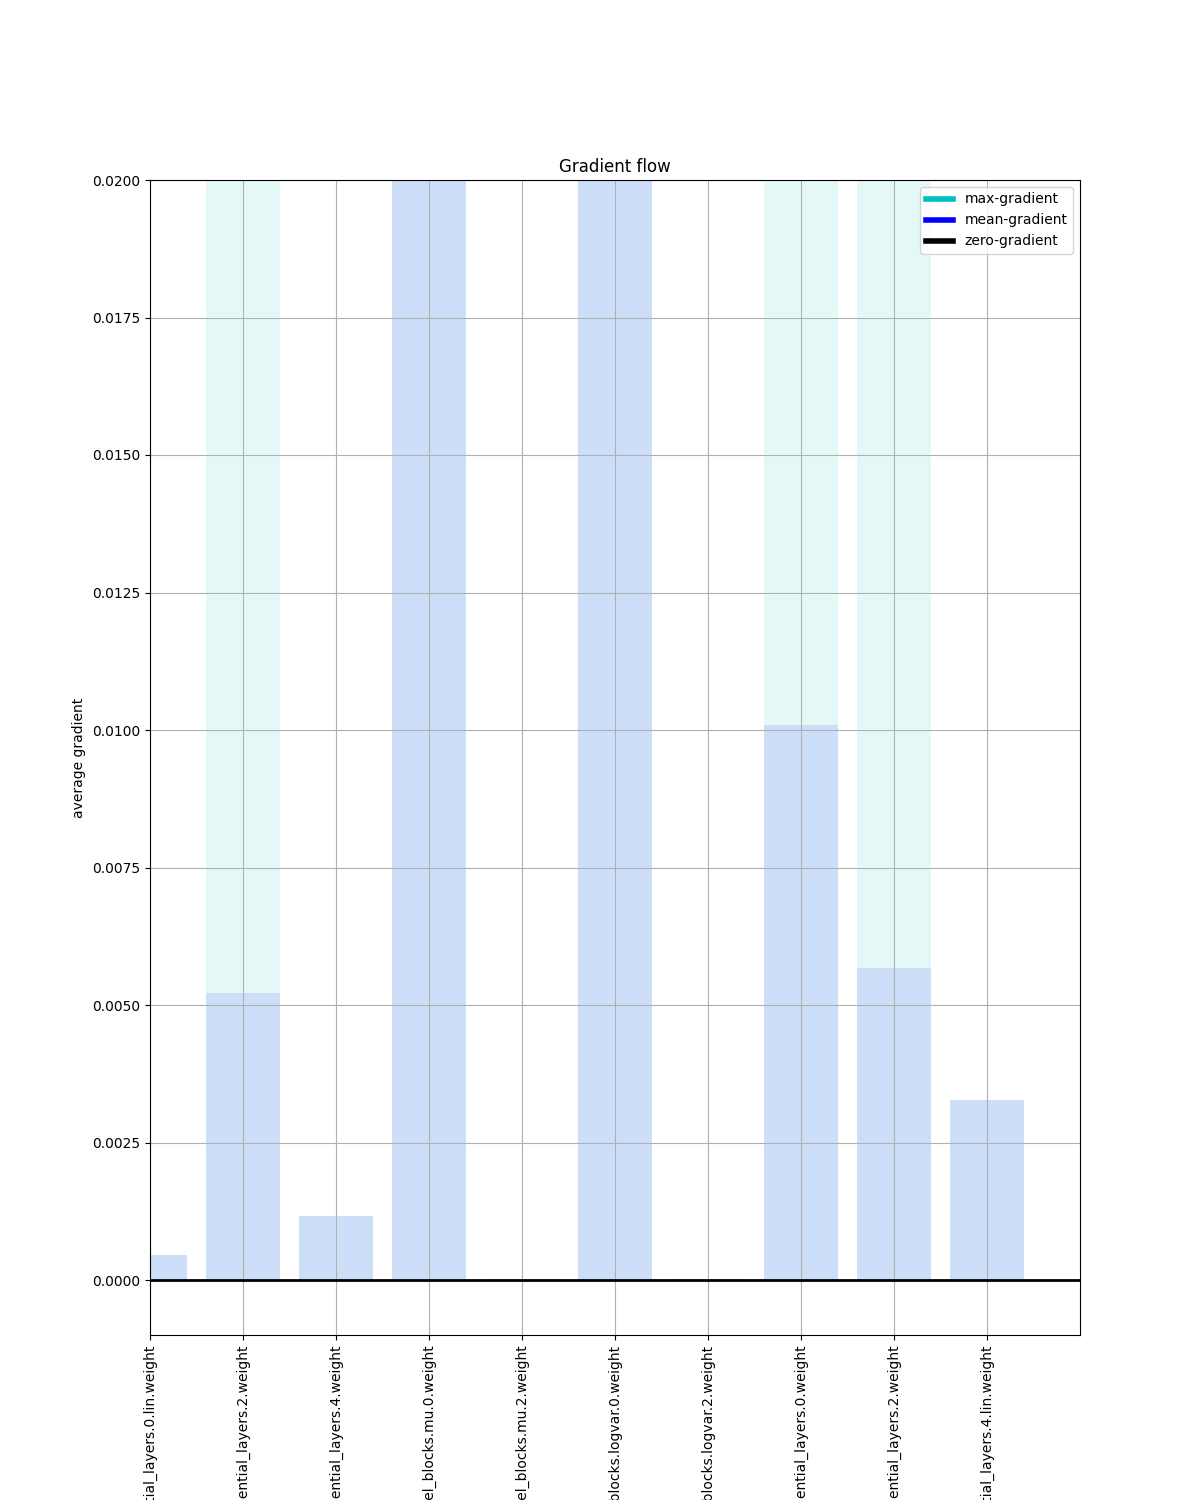 Gradient flow
max-gradient
mean-gradient
zero-gradient
0.0200
0.0175
0.0150
0.0125
0.0100
0.0075
0.0050
0.0025
0.0000
average gradient
tial_layers.0.lin.weight
ential_layers.2.weight
ential_layers.4.weight
el_blocks.mu.0.weight
el_blocks.mu.2.weight
blocks.logvar.0.weight
blocks.logvar.2.weight
ential_layers.0.weight
ential_layers.2.weight
tial_layers.4.lin.weight